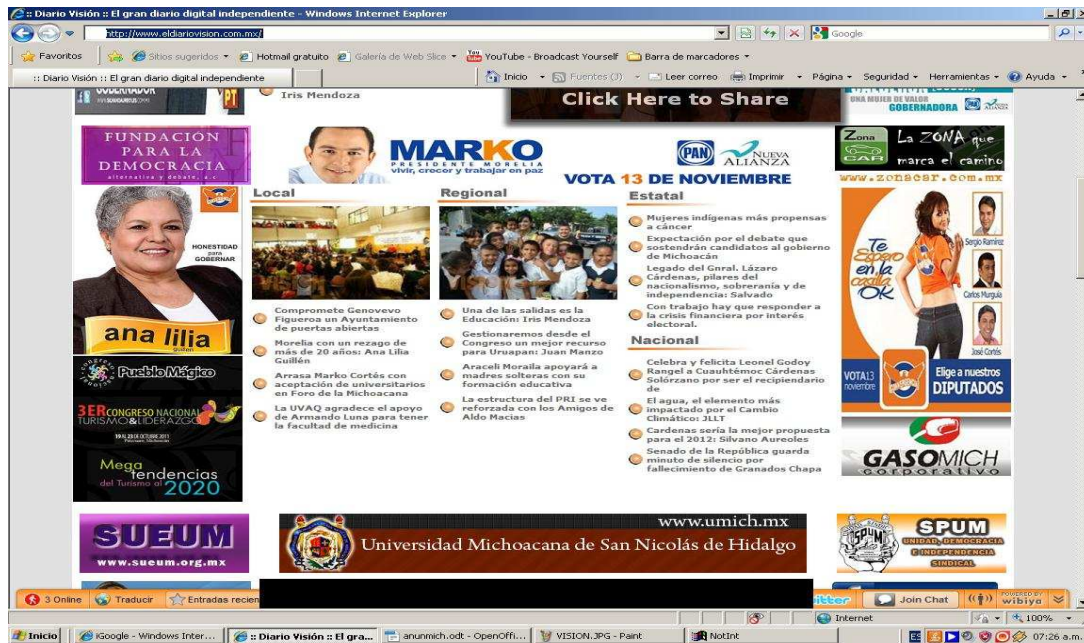 :: Diario Visión :: El gran diario digital independiente - Windows Internet Explorer
http://www.eldiariovision.com.mx/
Google
Favoritos
Sitios sugeridos
Hotmail gratuito
Galería de Web Slice
YouTube - Broadcast Yourself
Barra de marcadores
:: Diario Visión :: El gran diario digital independiente
Inicio
Fuentes (J)
Leer correo
Imprimir
Página
Seguridad
Herramientas
Ayuda
PT
Iris Mendoza
Click Here to Share
UNA MUJER DE VALOR
GOBERNADORA
FUNDACIÓN
PARA LA
DEMOCRACIA
alternativa y debate, a.c
MARKO
PRESIDENTE MORELIA
vivir, crecer y trabajar en paz
PAN
NUEVA
ALIANZA
VOTA 13 DE NOVIEMBRE
Zona
CAR
La ZONA que
marca el camino
www.zonacar.com.mx
HONESTIDAD
para
GOBERNAR
ana lilia
guillén
Pueblo Mágico
3ER CONGRESO NACIONAL
TURISMO&LIDERAZGO
Mega
tendencias
del Turismo al
2020
Local
Compromete Genovevo
Figueroa un Ayuntamiento
de puertas abiertas
Morelia con un rezago de
más de 20 años: Ana Lilia
Guillén
Arrasa Marko Cortés con
aceptación de universitarios
en Foro de la Michoacana
La UVAQ agradece el apoyo
de Armando Luna para tener
la facultad de medicina
Regional
Una de las salidas es la
Educación: Iris Mendoza
Gestionaremos desde el
Congreso un mejor recurso
para Uruapan: Juan Manzo
Araceli Moraila apoyará a
madres solteras con su
formación educativa
La estructura del PRI se ve
reforzada con los Amigos de
Aldo Macias
Estatal
Mujeres indígenas más propensas
a cáncer
Expectación por el debate que
sostendrán candidatos al gobierno
de Michoacán
Legado del Gnral. Lázaro
Cárdenas, pilares del
nacionalismo, sobreranía y de
independencia: Salvado
Con trabajo hay que responder a
la crisis financiera por interés
electoral.
Nacional
Celebra y felicita Leonel Godoy
Rangel a Cuauhtémoc Cárdenas
Solórzano por ser el recipiendario
de
El agua, el elemento más
impactado por el Cambio
Climático: JLLT
Cardenas sería la mejor propuesta
para el 2012: Silvano Aureoles
Senado de la República guarda
minuto de silencio por
fallecimiento de Granados Chapa
Te
Espero
en la
casilla
OK
Sergio Ramírez
Carlos Murguía
José Cortés
VOTA13
noviembre
Elige a nuestros
DIPUTADOS
GASOMICH
corporativo
SUEUM
www.sueum.org.mx
www.umich.mx
Universidad Michoacana de San Nicolás de Hidalgo
SPUM
SPUM
UNIDAD, DEMOCRACIA
E INDEPENDENCIA
SINDICAL
3 Online
Traducir
Entradas recien
twitter
Join Chat
POWERED BY
wibiya
Internet
100%
Inicio
iGoogle - Windows Inter...
:: Diario Visión :: El gra...
anunmich.odt - OpenOffi...
VISION.JPG - Paint
NotInt
ES
07:26 a.m.